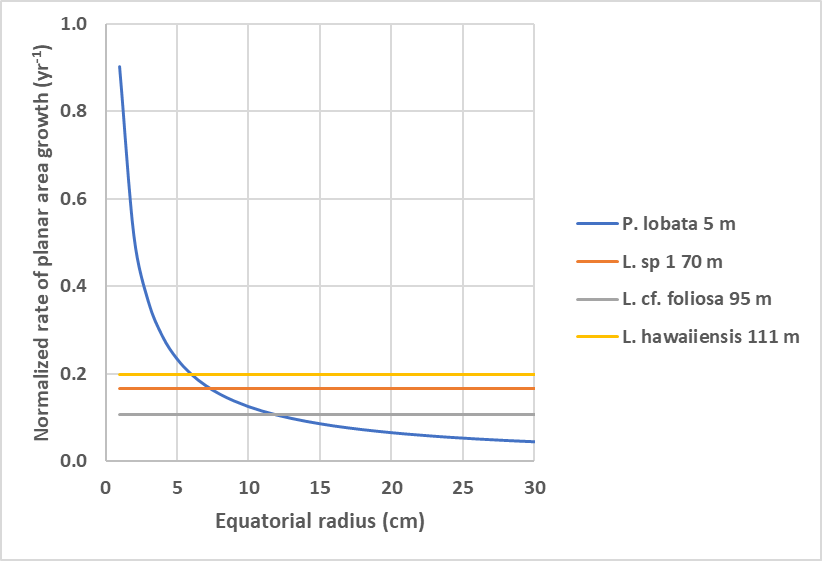 Normalized rate of planar area growth (yr⁻¹)
1.0
0.8
0.6
0.4
0.2
0.0
0 5 10 15 20 25 30
Equatorial radius (cm)
P. lobata 5 m
L. sp 1 70 m
L. cf. foliosa 95 m
L. hawaiiensis 111 m